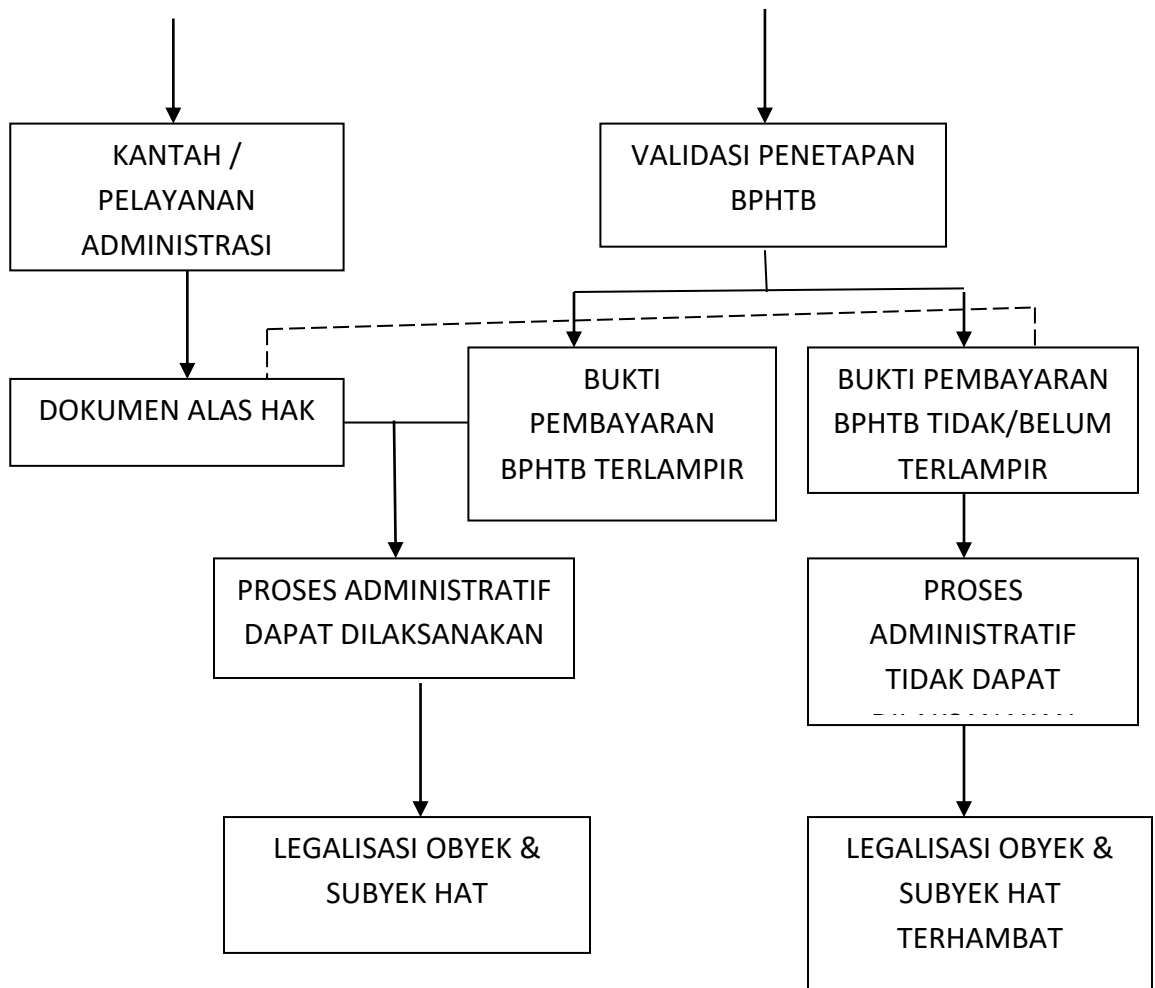 KANTAH /
PELAYANAN
ADMINISTRASI
VALIDASI PENETAPAN
BPHTB
DOKUMEN ALAS HAK
BUKTI
PEMBAYARAN
BPHTB TERLAMPIR
BUKTI PEMBAYARAN
BPHTB TIDAK/BELUM
TERLAMPIR
PROSES ADMINISTRATIF
DAPAT DILAKSANAKAN
PROSES
ADMINISTRATIF
TIDAK DAPAT
LEGALISASI OBYEK &
SUBYEK HAT
LEGALISASI OBYEK &
SUBYEK HAT
TERHAMBAT